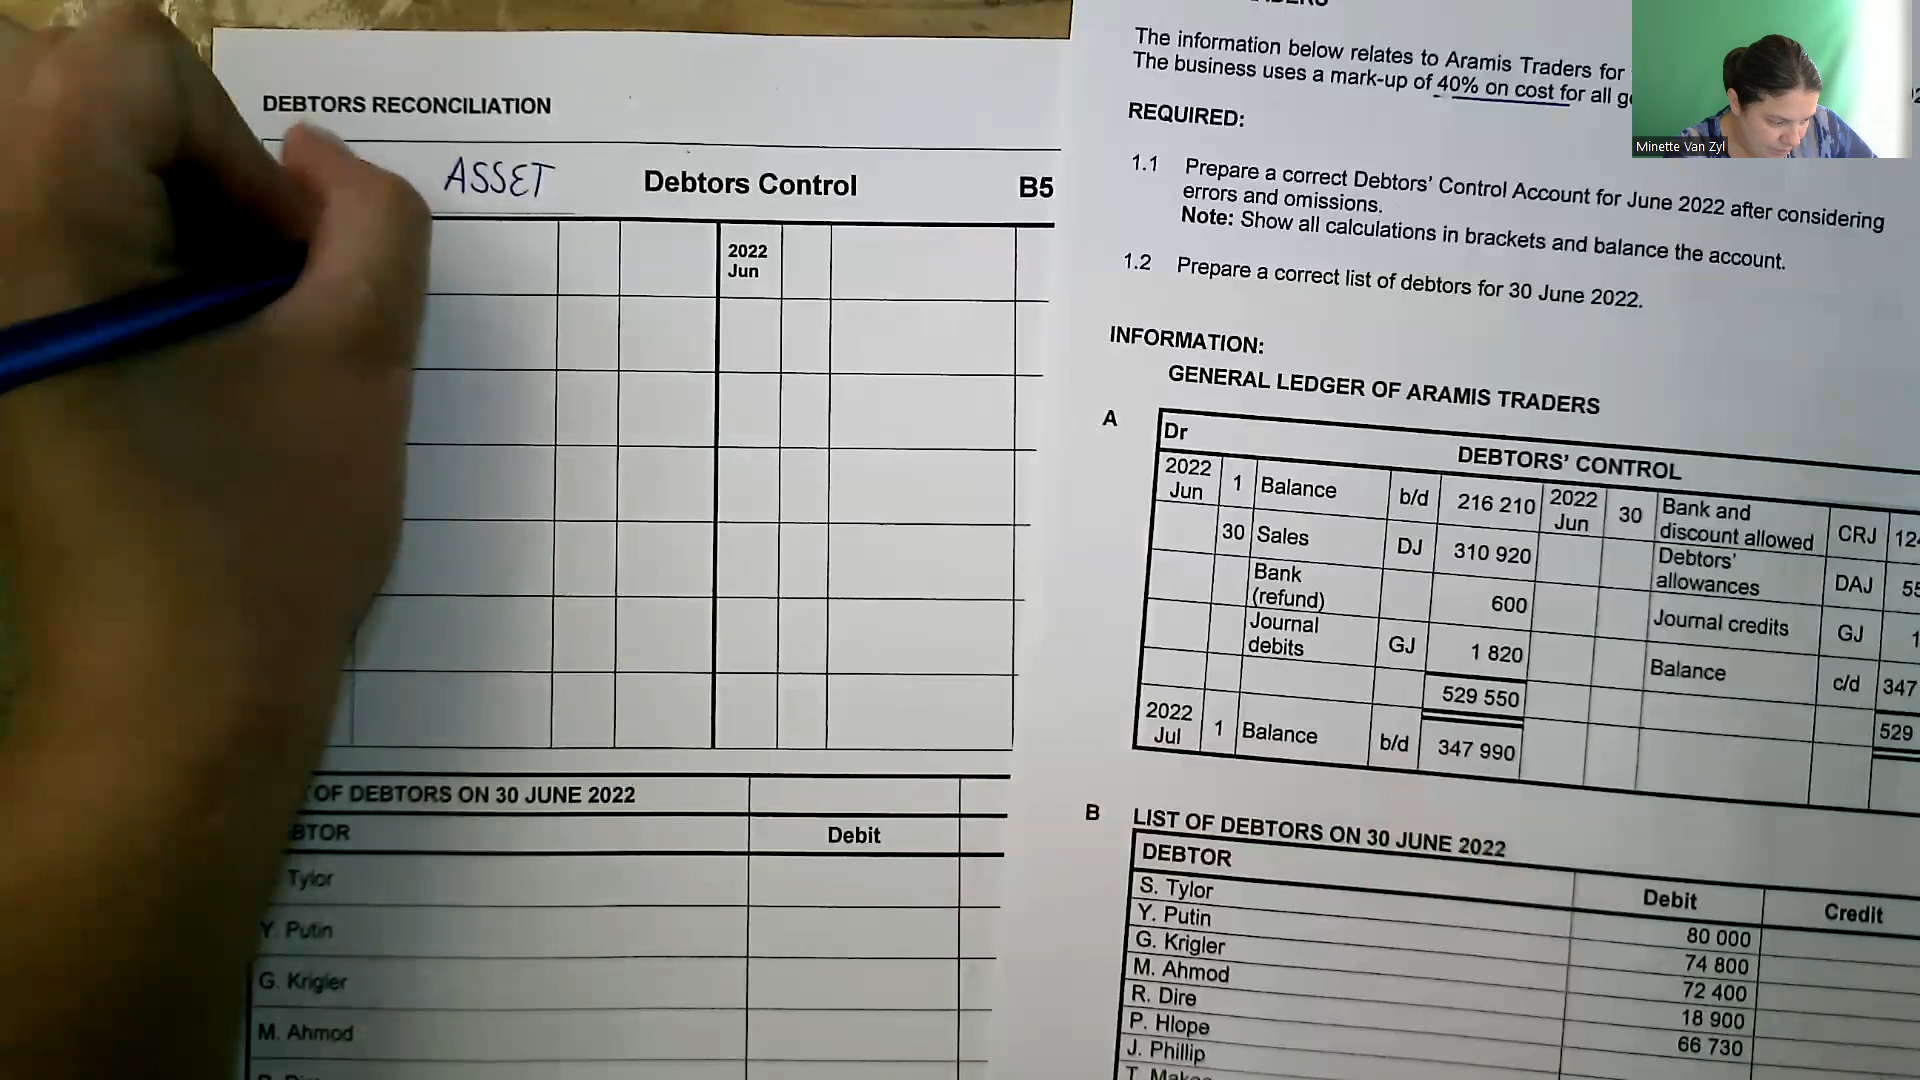 DEBTORS RECONCILIATION
ASSET
Debtors Control
B5
2022
Jun
OF DEBTORS ON 30 JUNE 2022
BTOR
Debit
Tylor
Y. Putin
G. Krigler
M. Ahmod
The information below relates to Aramis Traders for
The business uses a mark-up of 40% on cost for all
REQUIRED:
1.1 Prepare a correct Debtors' Control Account for June 2022 after considering
errors and omissions.
Note: Show all calculations in brackets and balance the account.
1.2 Prepare a correct list of debtors for 30 June 2022.
INFORMATION:
GENERAL LEDGER OF ARAMIS TRADERS
A
Dr
DEBTORS' CONTROL
2022 Jun 1 Balance b/d 216 210 2022 Jun 30 Bank and discount allowed CRJ
30 Sales DJ 310 920 Debtors' allowances DAJ
Bank (refund) 600 Journal credits GJ
Journal debits GJ 1 820 Balance c/d 347
529 550 529
2022 Jul 1 Balance b/d 347 990
B LIST OF DEBTORS ON 30 JUNE 2022
DEBTOR Debit Credit
S. Tylor 80 000
Y. Putin 74 800
G. Krigler 72 400
M. Ahmod 18 900
R. Dire 66 730
P. Hlope
J. Phillip
Minette Van Zyl